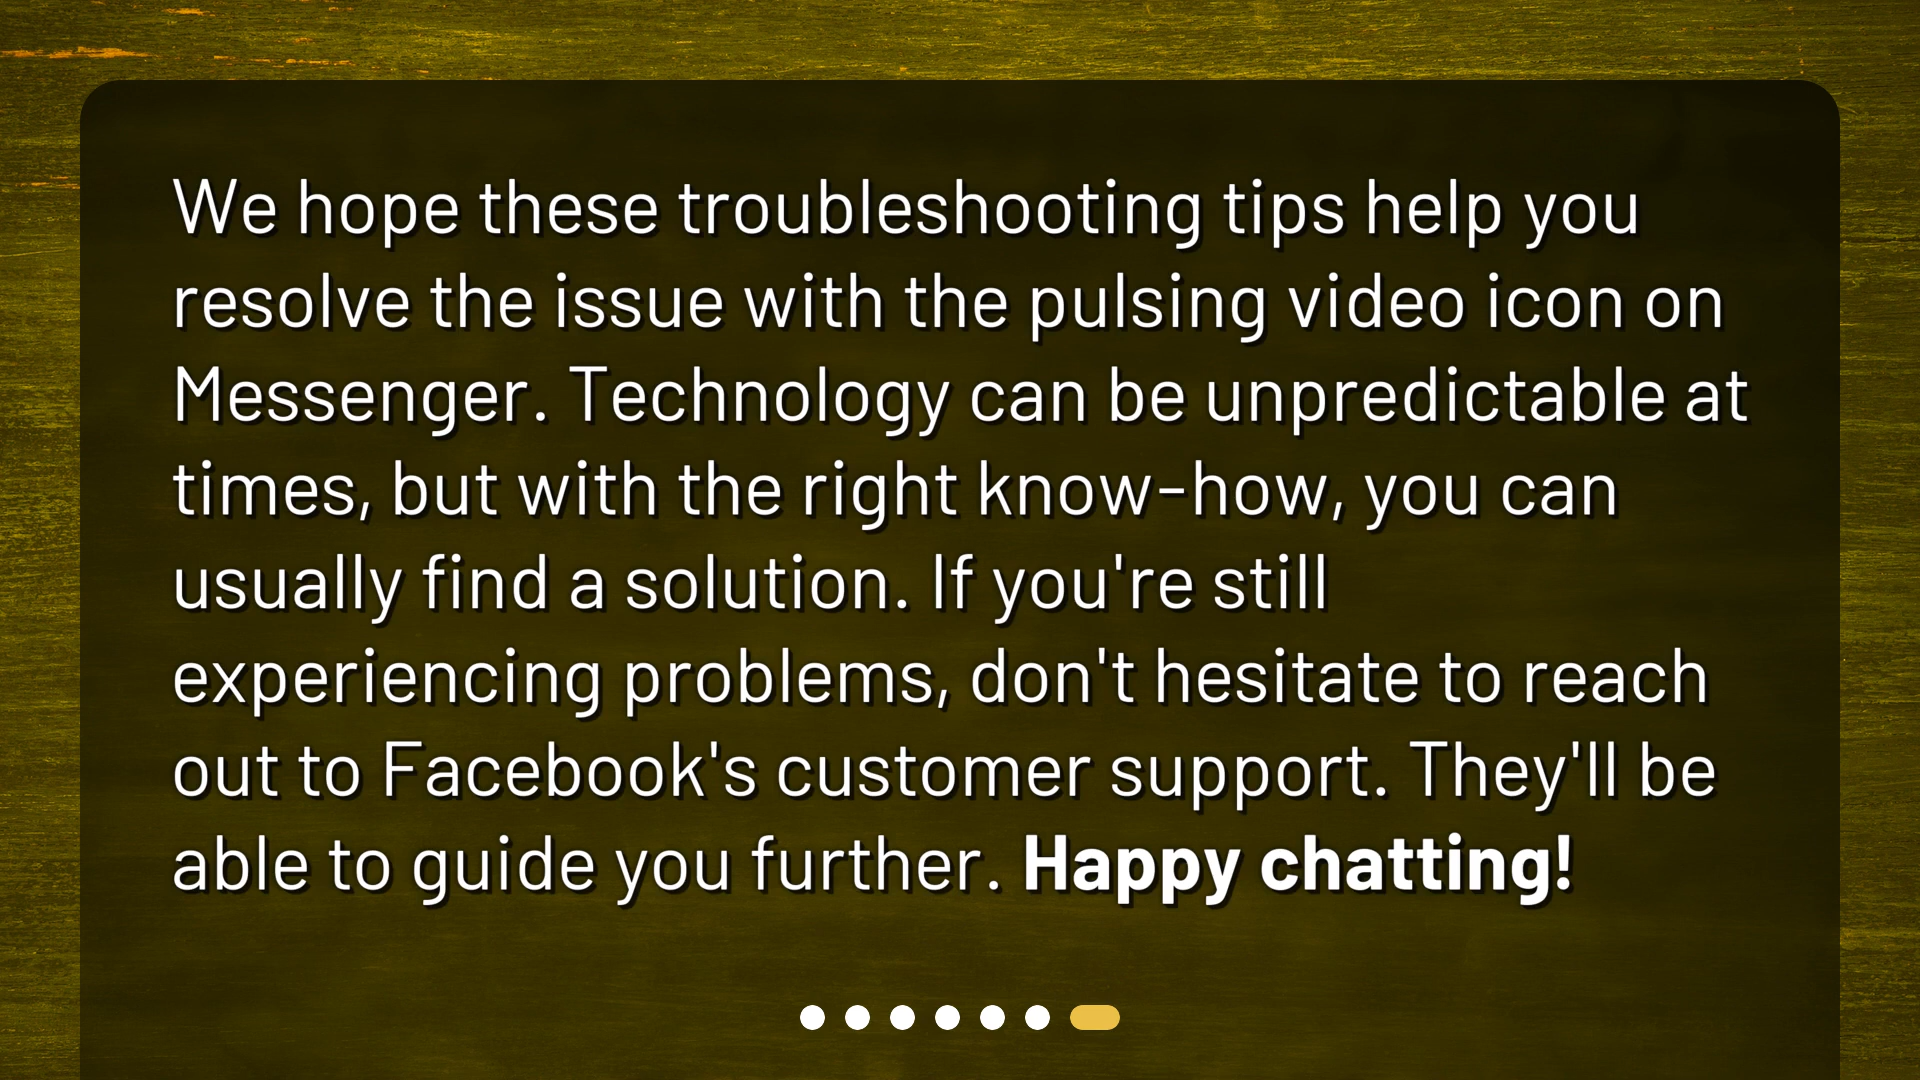 We hope these troubleshooting tips help you
resolve the issue with the pulsing video icon on
Messenger. Technology can be unpredictable at
times, but with the right know-how, you can
usually find a solution. If you're still
experiencing problems, don't hesitate to reach
out to Facebook's customer support. They'll be
able to guide you further. Happy chatting!